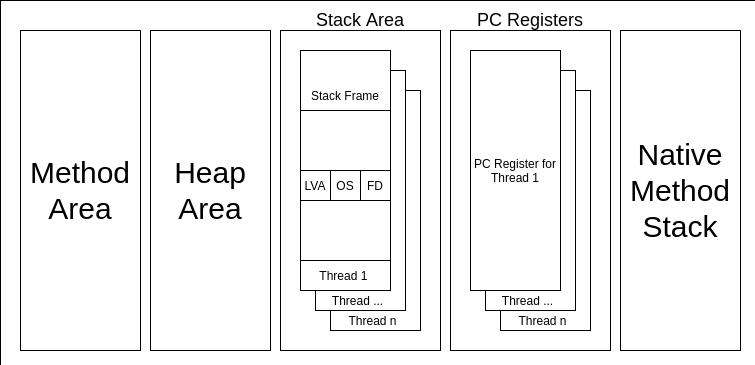 Stack Area
PC Registers
Method
Area
Heap
Area
Stack Frame
LVA
OS
FD
Thread 1
Thread ...
Thread n
PC Register for
Thread 1
Thread ...
Thread n
Native
Method
Stack